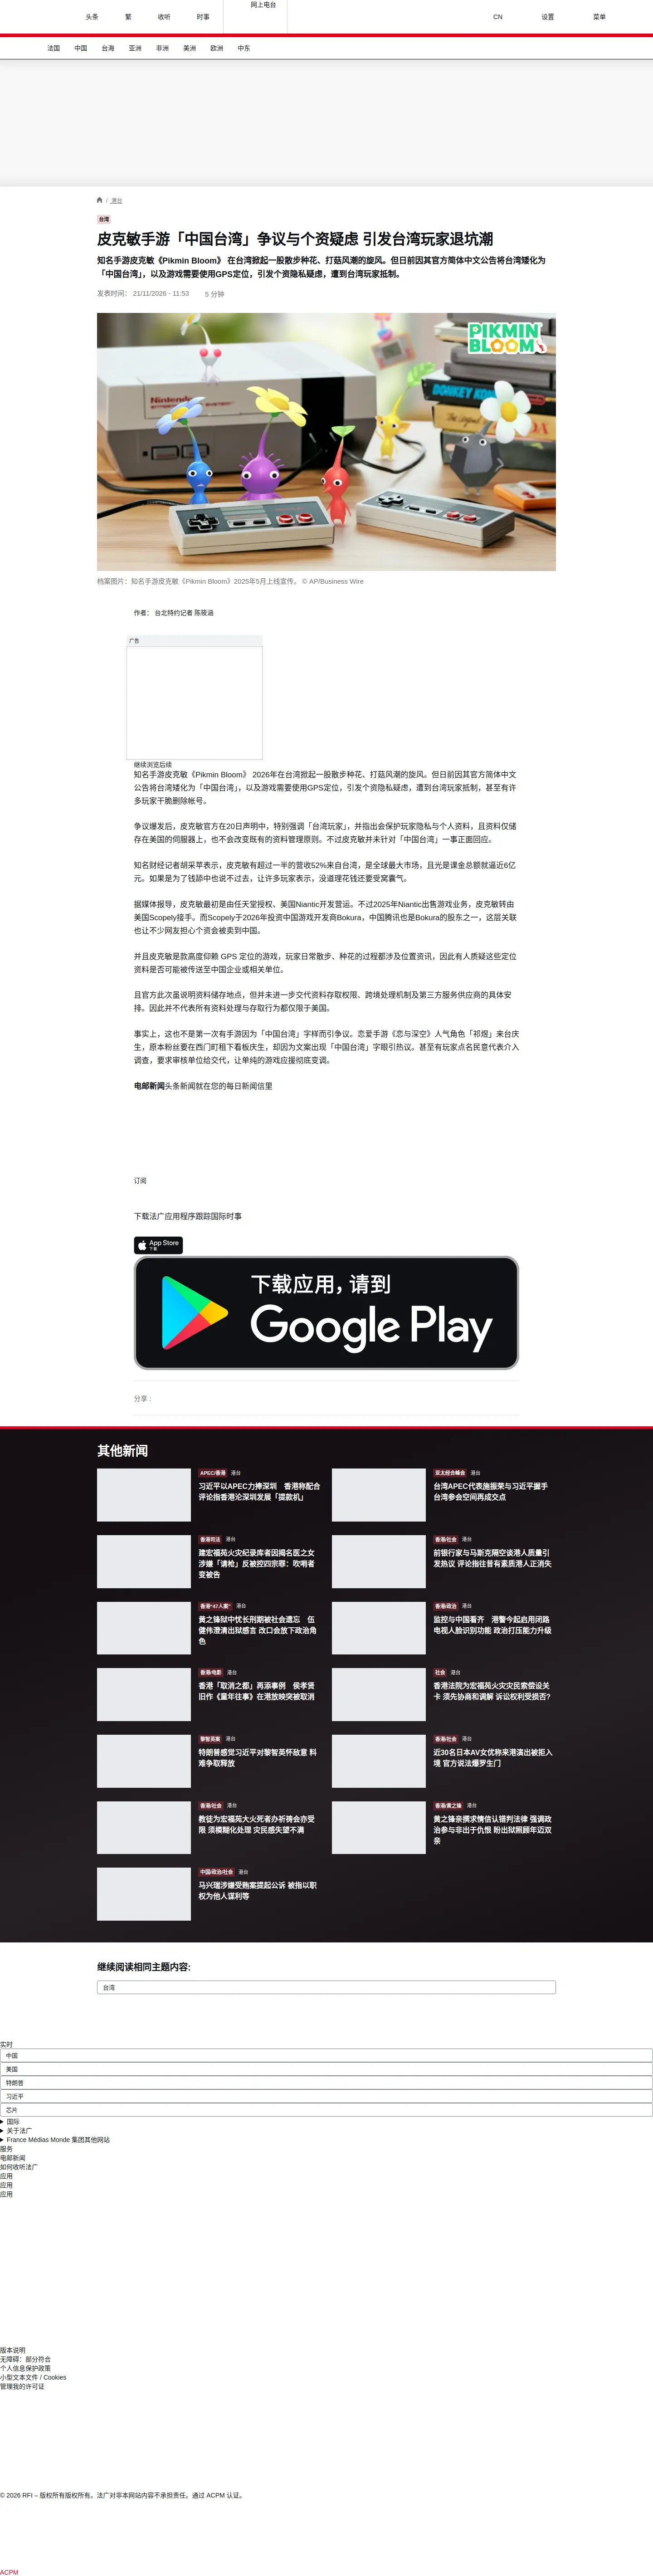 头条
繁
收听
时事
网上电台
CN
设置
菜单
法国
中国
台海
亚洲
非洲
美洲
欧洲
中东
/ 港台
台湾
皮克敏手游「中国台湾」争议与个资疑虑 引发台湾玩家退坑潮
知名手游皮克敏《Pikmin Bloom》 在台湾掀起一股散步种花、打菇风潮的旋风。但日前因其官方简体中文公告将台湾矮化为
「中国台湾」，以及游戏需要使用GPS定位，引发个资隐私疑虑，遭到台湾玩家抵制。
发表时间： 21/11/2026 - 11:53
5 分钟
PIKMIN
BLOOM
Nintendo
DONKEY KONG
The Legend of
档案图片：知名手游皮克敏《Pikmin Bloom》2025年5月上线宣传。 © AP/Business Wire
作者： 台北特约记者 陈筱涵
广告
继续浏览后续
知名手游皮克敏《Pikmin Bloom》 2026年在台湾掀起一股散步种花、打菇风潮的旋风。但日前因其官方简体中文
公告将台湾矮化为「中国台湾」，以及游戏需要使用GPS定位，引发个资隐私疑虑，遭到台湾玩家抵制，甚至有许
多玩家干脆删除帐号。
争议爆发后，皮克敏官方在20日声明中，特别强调「台湾玩家」，并指出会保护玩家隐私与个人资料，且资料仅储
存在美国的伺服器上，也不会改变既有的资料管理原则。不过皮克敏并未针对「中国台湾」一事正面回应。
知名财经记者胡采苹表示，皮克敏有超过一半的营收52%来自台湾，是全球最大市场，且光是课金总额就逼近6亿
元。如果是为了钱舔中也说不过去，让许多玩家表示，没道理花钱还要受窝囊气。
据媒体报导，皮克敏最初是由任天堂授权、美国Niantic开发营运。不过2025年Niantic出售游戏业务，皮克敏转由
美国Scopely接手。而Scopely于2026年投资中国游戏开发商Bokura，中国腾讯也是Bokura的股东之一，这层关联
也让不少网友担心个资会被卖到中国。
并且皮克敏是款高度仰赖 GPS 定位的游戏，玩家日常散步、种花的过程都涉及位置资讯，因此有人质疑这些定位
资料是否可能被传送至中国企业或相关单位。
且官方此次虽说明资料储存地点，但并未进一步交代资料存取权限、跨境处理机制及第三方服务供应商的具体安
排。因此并不代表所有资料处理与存取行为都仅限于美国。
事实上，这也不是第一次有手游因为「中国台湾」字样而引争议。恋爱手游《恋与深空》人气角色「祁煜」来台庆
生，原本粉丝要在西门町租下看板庆生，却因为文案出现「中国台湾」字眼引热议。甚至有玩家点名民意代表介入
调查，要求审核单位给交代，让单纯的游戏应援彻底变调。
电邮新闻头条新闻就在您的每日新闻信里
订阅
下载法广应用程序跟踪国际时事
App Store
下载
下载应用，请到
Google Play
分享 :
其他新闻
APEC/香港 港台
习近平以APEC力捧深圳 香港称配合
评论指香港沦深圳发展「提款机」
亚太经合峰会 港台
台湾APEC代表施振荣与习近平握手
台湾参会空间再成交点
香港司法 港台
建宏福苑火灾纪录库者因揭名医之女
涉嫌「请枪」反被控四宗罪：吹哨者
变被告
香港/社会 港台
前银行家与马斯克隔空谈港人质量引
发热议 评论指往昔有素质港人正消失
香港“47人案” 港台
黄之锋狱中忧长刑期被社会遗忘 伍
健伟澄清出狱感言 改口会放下政治角
色
香港/政治 港台
监控与中国看齐 港警今起启用闭路
电视人脸识别功能 政治打压能力升级
香港/电影 港台
香港「取消之都」再添事例 侯孝贤
旧作《童年往事》在港放映突被取消
社会 港台
香港法院为宏福苑火灾灾民索偿设关
卡 须先协商和调解 诉讼权利受损否?
黎智英案 港台
特朗普感觉习近平对黎智英怀敌意 料
难争取释放
香港/社会 港台
近30名日本AV女优称来港演出被拒入
境 官方说法爆罗生门
香港/社会 港台
教徒为宏福苑大火死者办祈祷会亦受
限 须模糊化处理 灾民感失望不满
香港/黄之锋 港台
黄之锋亲撰求情信认错判法律 强调政
治参与非出于仇恨 盼出狱照顾年迈双
亲
中国/政治/社会 港台
马兴瑞涉嫌受贿案提起公诉 被指以职
权为他人谋利等
继续阅读相同主题内容:
台湾
实时
中国
美国
特朗普
习近平
芯片
国际
关于法广
France Médias Monde 集团其他网站
服务
电邮新闻
如何收听法广
应用
应用
应用
版本说明
无障碍：部分符合
个人信息保护政策
小型文本文件 / Cookies
管理我的许可证
© 2026 RFI – 版权所有版权所有。法广对非本网站内容不承担责任。通过 ACPM 认证。
ACPM